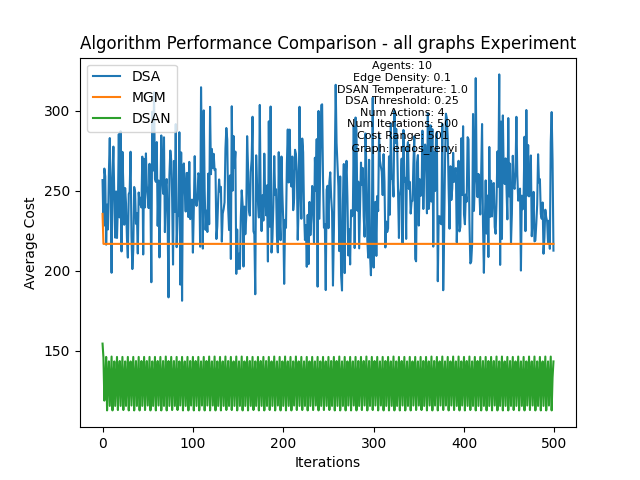 Algorithm Performance Comparison - all graphs Experiment
DSA
MGM
DSAN
Agents: 10
Edge Density: 0.1
DSAN Temperature: 1.0
DSA Threshold: 0.25
Num Actions: 4
Num Iterations: 500
Cost Range: 501
Graph: erdos_renyi
Average Cost
300
250
200
150
0
100
200
300
400
500
Iterations